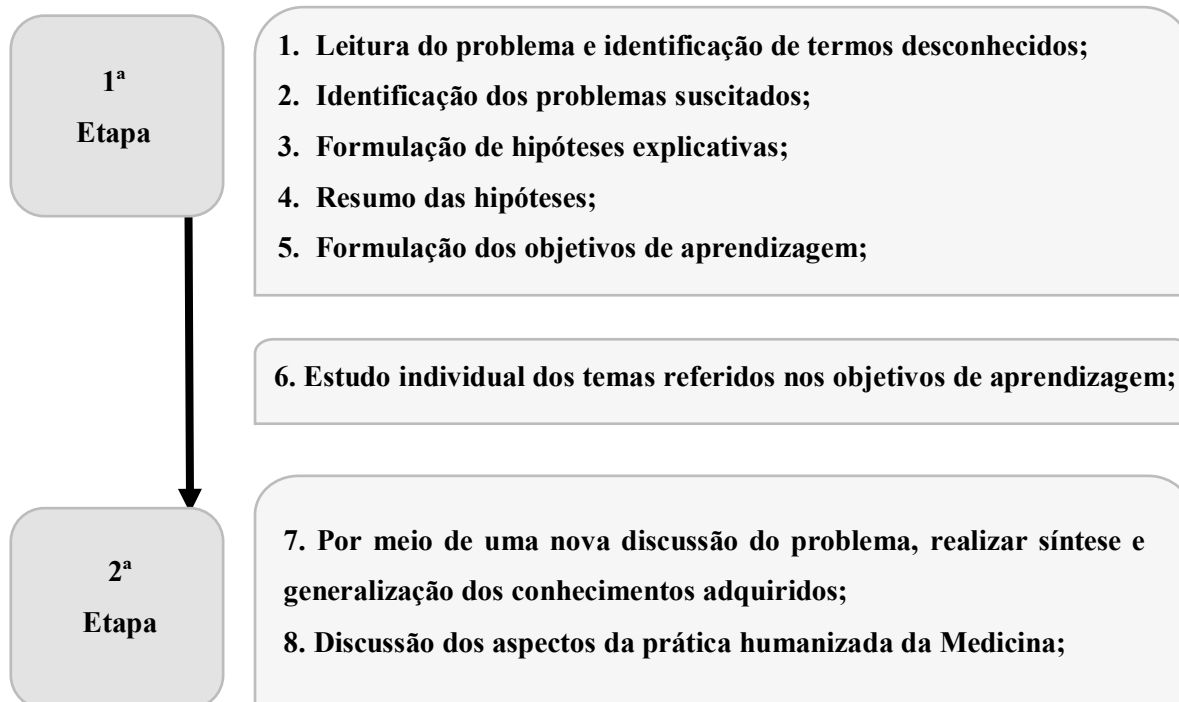 1ª
Etapa
1. Leitura do problema e identificação de termos desconhecidos;
2. Identificação dos problemas suscitados;
3. Formulação de hipóteses explicativas;
4. Resumo das hipóteses;
5. Formulação dos objetivos de aprendizagem;
6. Estudo individual dos temas referidos nos objetivos de aprendizagem;
2ª
Etapa
7. Por meio de uma nova discussão do problema, realizar síntese e
generalização dos conhecimentos adquiridos;
8. Discussão dos aspectos da prática humanizada da Medicina;